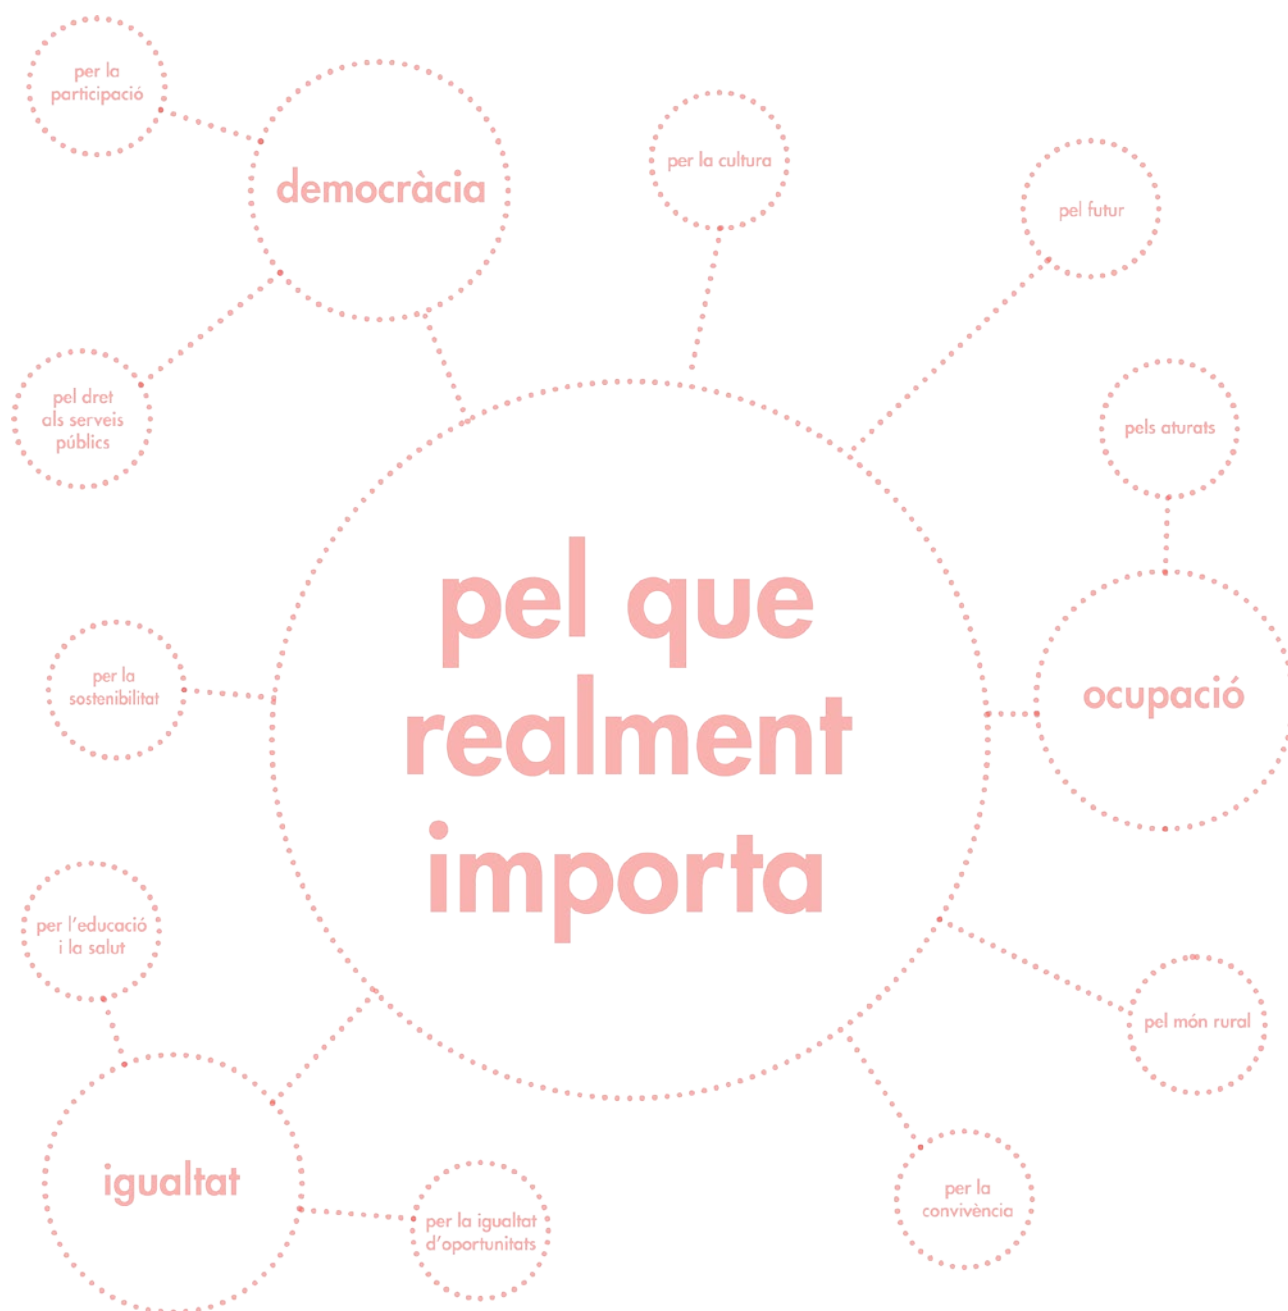 per la
participació
democràcia
per la cultura
pel futur
pel dret
als serveis
públics
pels aturats
pel que
realment
importa
per la
sostenibilitat
ocupació
per l'educació
i la salut
pel món rural
igualtat
per la igualtat
d'oportunitats
per la
convivència